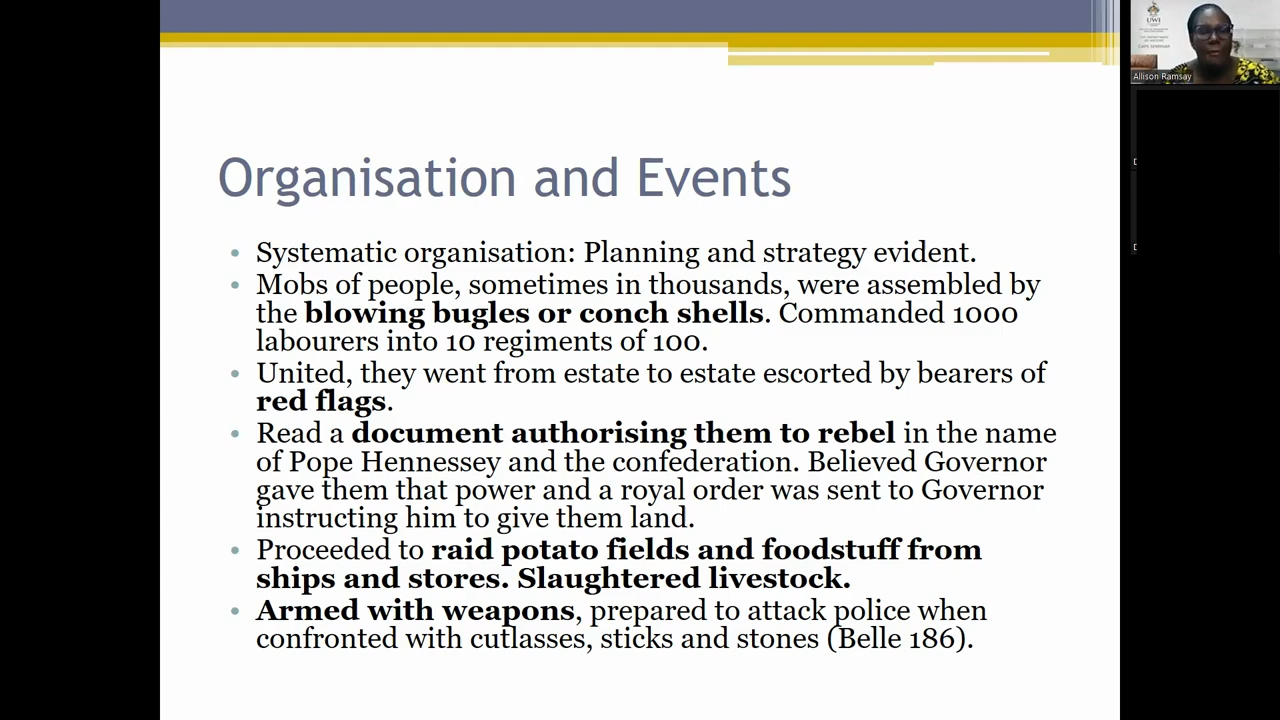 Organisation and Events
• Systematic organisation: Planning and strategy evident.
• Mobs of people, sometimes in thousands, were assembled by
the blowing bugles or conch shells. Commanded 1000
labourers into 10 regiments of 100.
• United, they went from estate to estate escorted by bearers of
red flags.
• Read a document authorising them to rebel in the name
of Pope Hennessey and the confederation. Believed Governor
gave them that power and a royal order was sent to Governor
instructing him to give them land.
• Proceeded to raid potato fields and foodstuff from
ships and stores. Slaughtered livestock.
• Armed with weapons, prepared to attack police when
confronted with cutlasses, sticks and stones (Belle 186).
UWI
CAPE SEMINAR
Allison Ramsay